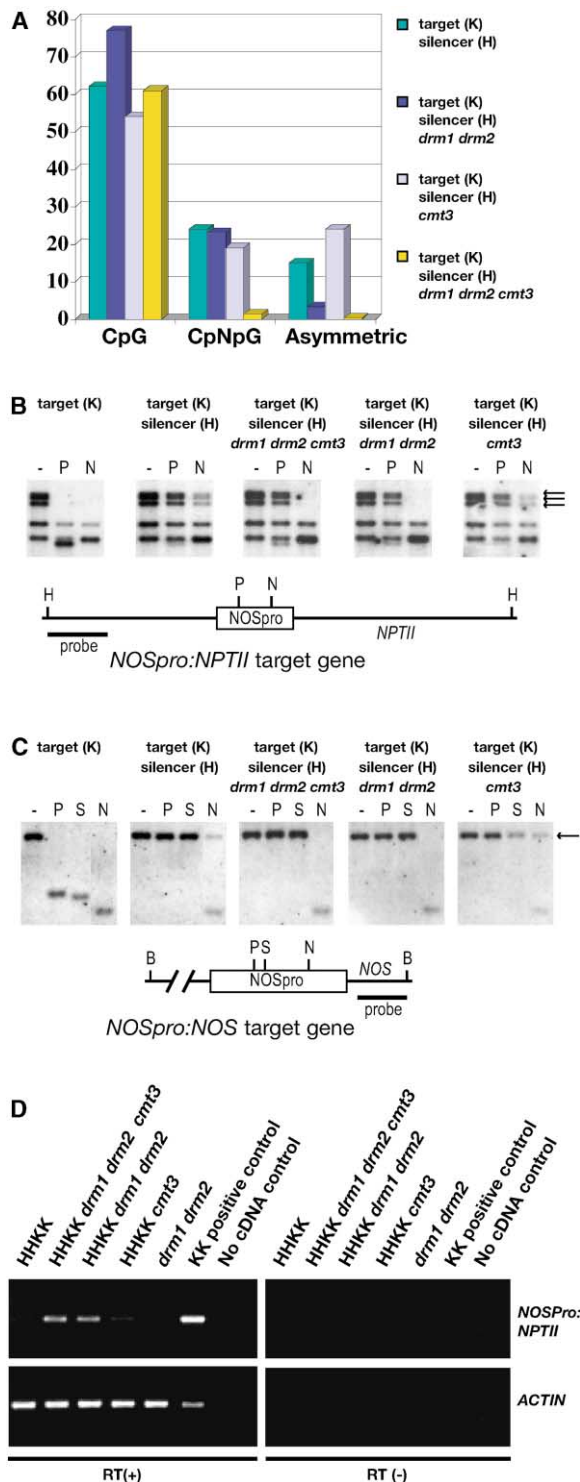 A
80
70
60
50
40
30
20
10
0
CpG
CpNpG
Asymmetric
target (K)
silencer (H)
target (K)
silencer (H)
drm1 drm2
target (K)
silencer (H)
cmt3
target (K)
silencer (H)
drm1 drm2 cmt3
B
target (K)
target (K)
silencer (H)
target (K)
silencer (H)
drm1 drm2 cmt3
target (K)
silencer (H)
drm1 drm2
target (K)
silencer (H)
cmt3
- P N
- P N
- P N
- P N
- P N
H
P
N
H
NOSpro
NPTII
probe
NOSpro:NPTII target gene
C
target (K)
target (K)
silencer (H)
target (K)
silencer (H)
drm1 drm2 cmt3
target (K)
silencer (H)
drm1 drm2
target (K)
silencer (H)
cmt3
- P S N
- P S N
- P S N
- P S N
- P S N
B
P S
N
NOS
B
NOSpro
probe
NOSpro:NOS target gene
D
HHKK
HHKK drm1 drm2 cmt3
HHKK drm1 drm2
HHKK cmt3
drm1 drm2
KK positive control
No cDNA control
HHKK
HHKK drm1 drm2 cmt3
HHKK drm1 drm2
HHKK cmt3
drm1 drm2
KK positive control
No cDNA control
NOSPro:
NPTII
ACTIN
RT(+)
RT (-)